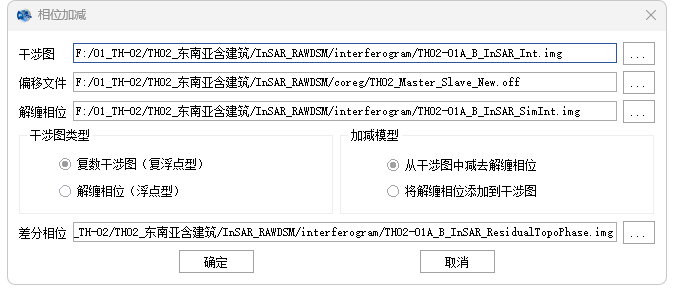 相位加减
干涉图 F:/01_TH-02/TH02_东南亚含建筑/InSAR_RAWDSM/interferogram/TH02-01A_B_InSAR_Int.img ...
偏移文件 F:/01_TH-02/TH02_东南亚含建筑/InSAR_RAWDSM/coreg/TH02_Master_Slave_New.off ...
解缠相位 F:/01_TH-02/TH02_东南亚含建筑/InSAR_RAWDSM/interferogram/TH02-01A_B_InSAR_SimInt.img ...
干涉图类型 加减模型
复数干涉图（复浮点型） 从干涉图中减去解缠相位
解缠相位（浮点型） 将解缠相位添加到干涉图
差分相位 _TH-02/TH02_东南亚含建筑/InSAR_RAWDSM/interferogram/TH02-01A_B_InSAR_ResidualTopoPhase.img ...
确定 取消